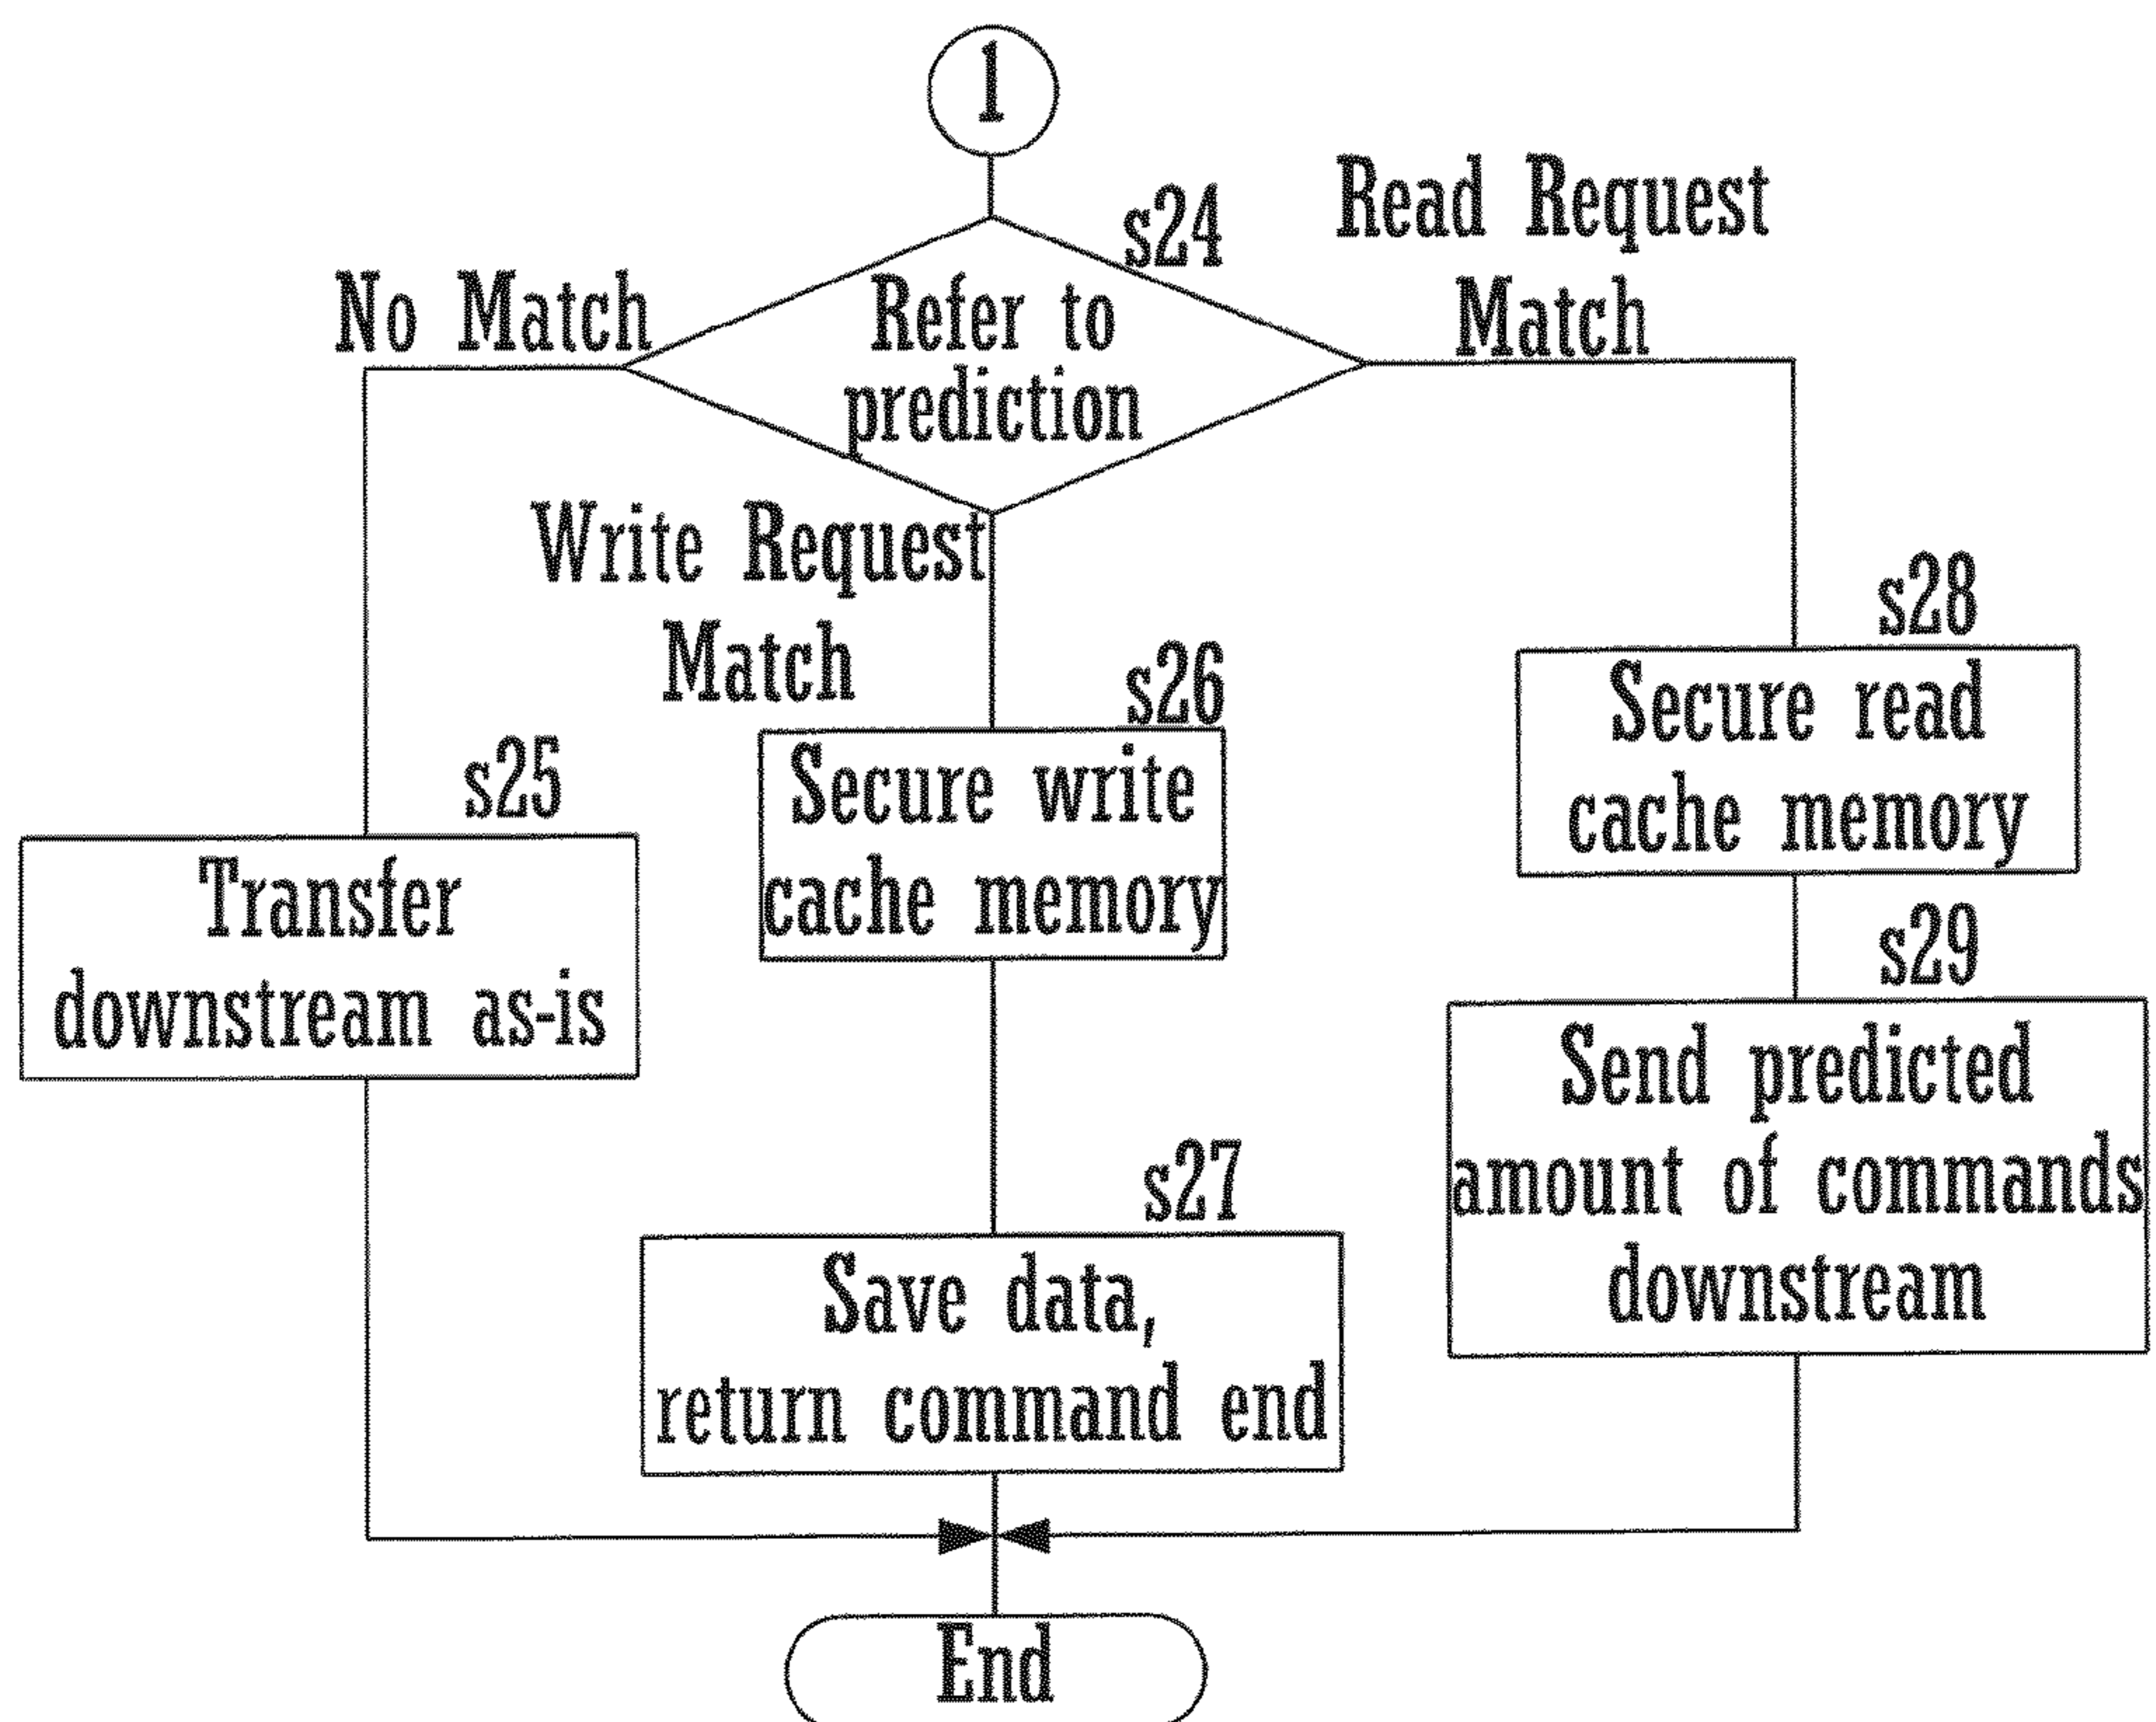 1
s24
Read Request
Match
No Match
Refer to
prediction
Write Request
Match
s25
Transfer
downstream as-is
s26
Secure write
cache memory
s27
Save data,
return command end
s28
Secure read
cache memory
s29
Send predicted
amount of commands
downstream
End